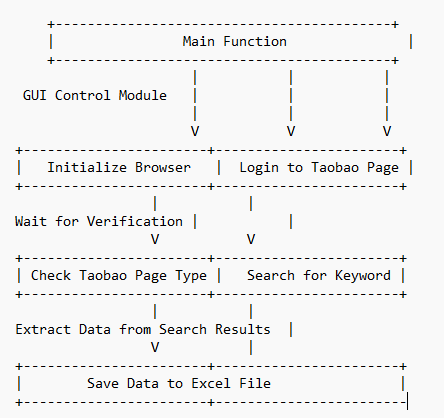 +------------------------------------------+
| Main Function |
+------------------------------------------+
| | |
GUI Control Module | | |
| | |
V V V
+-----------------------+-----------------------+
| Initialize Browser | Login to Taobao Page |
+-----------------------+-----------------------+
| |
Wait for Verification | |
V V
+-----------------------+-----------------------+
| Check Taobao Page Type | Search for Keyword |
+-----------------------+-----------------------+
| |
Extract Data from Search Results |
V |
+-----------------------+-----------------------+
| Save Data to Excel File |
+-----------------------+-----------------------